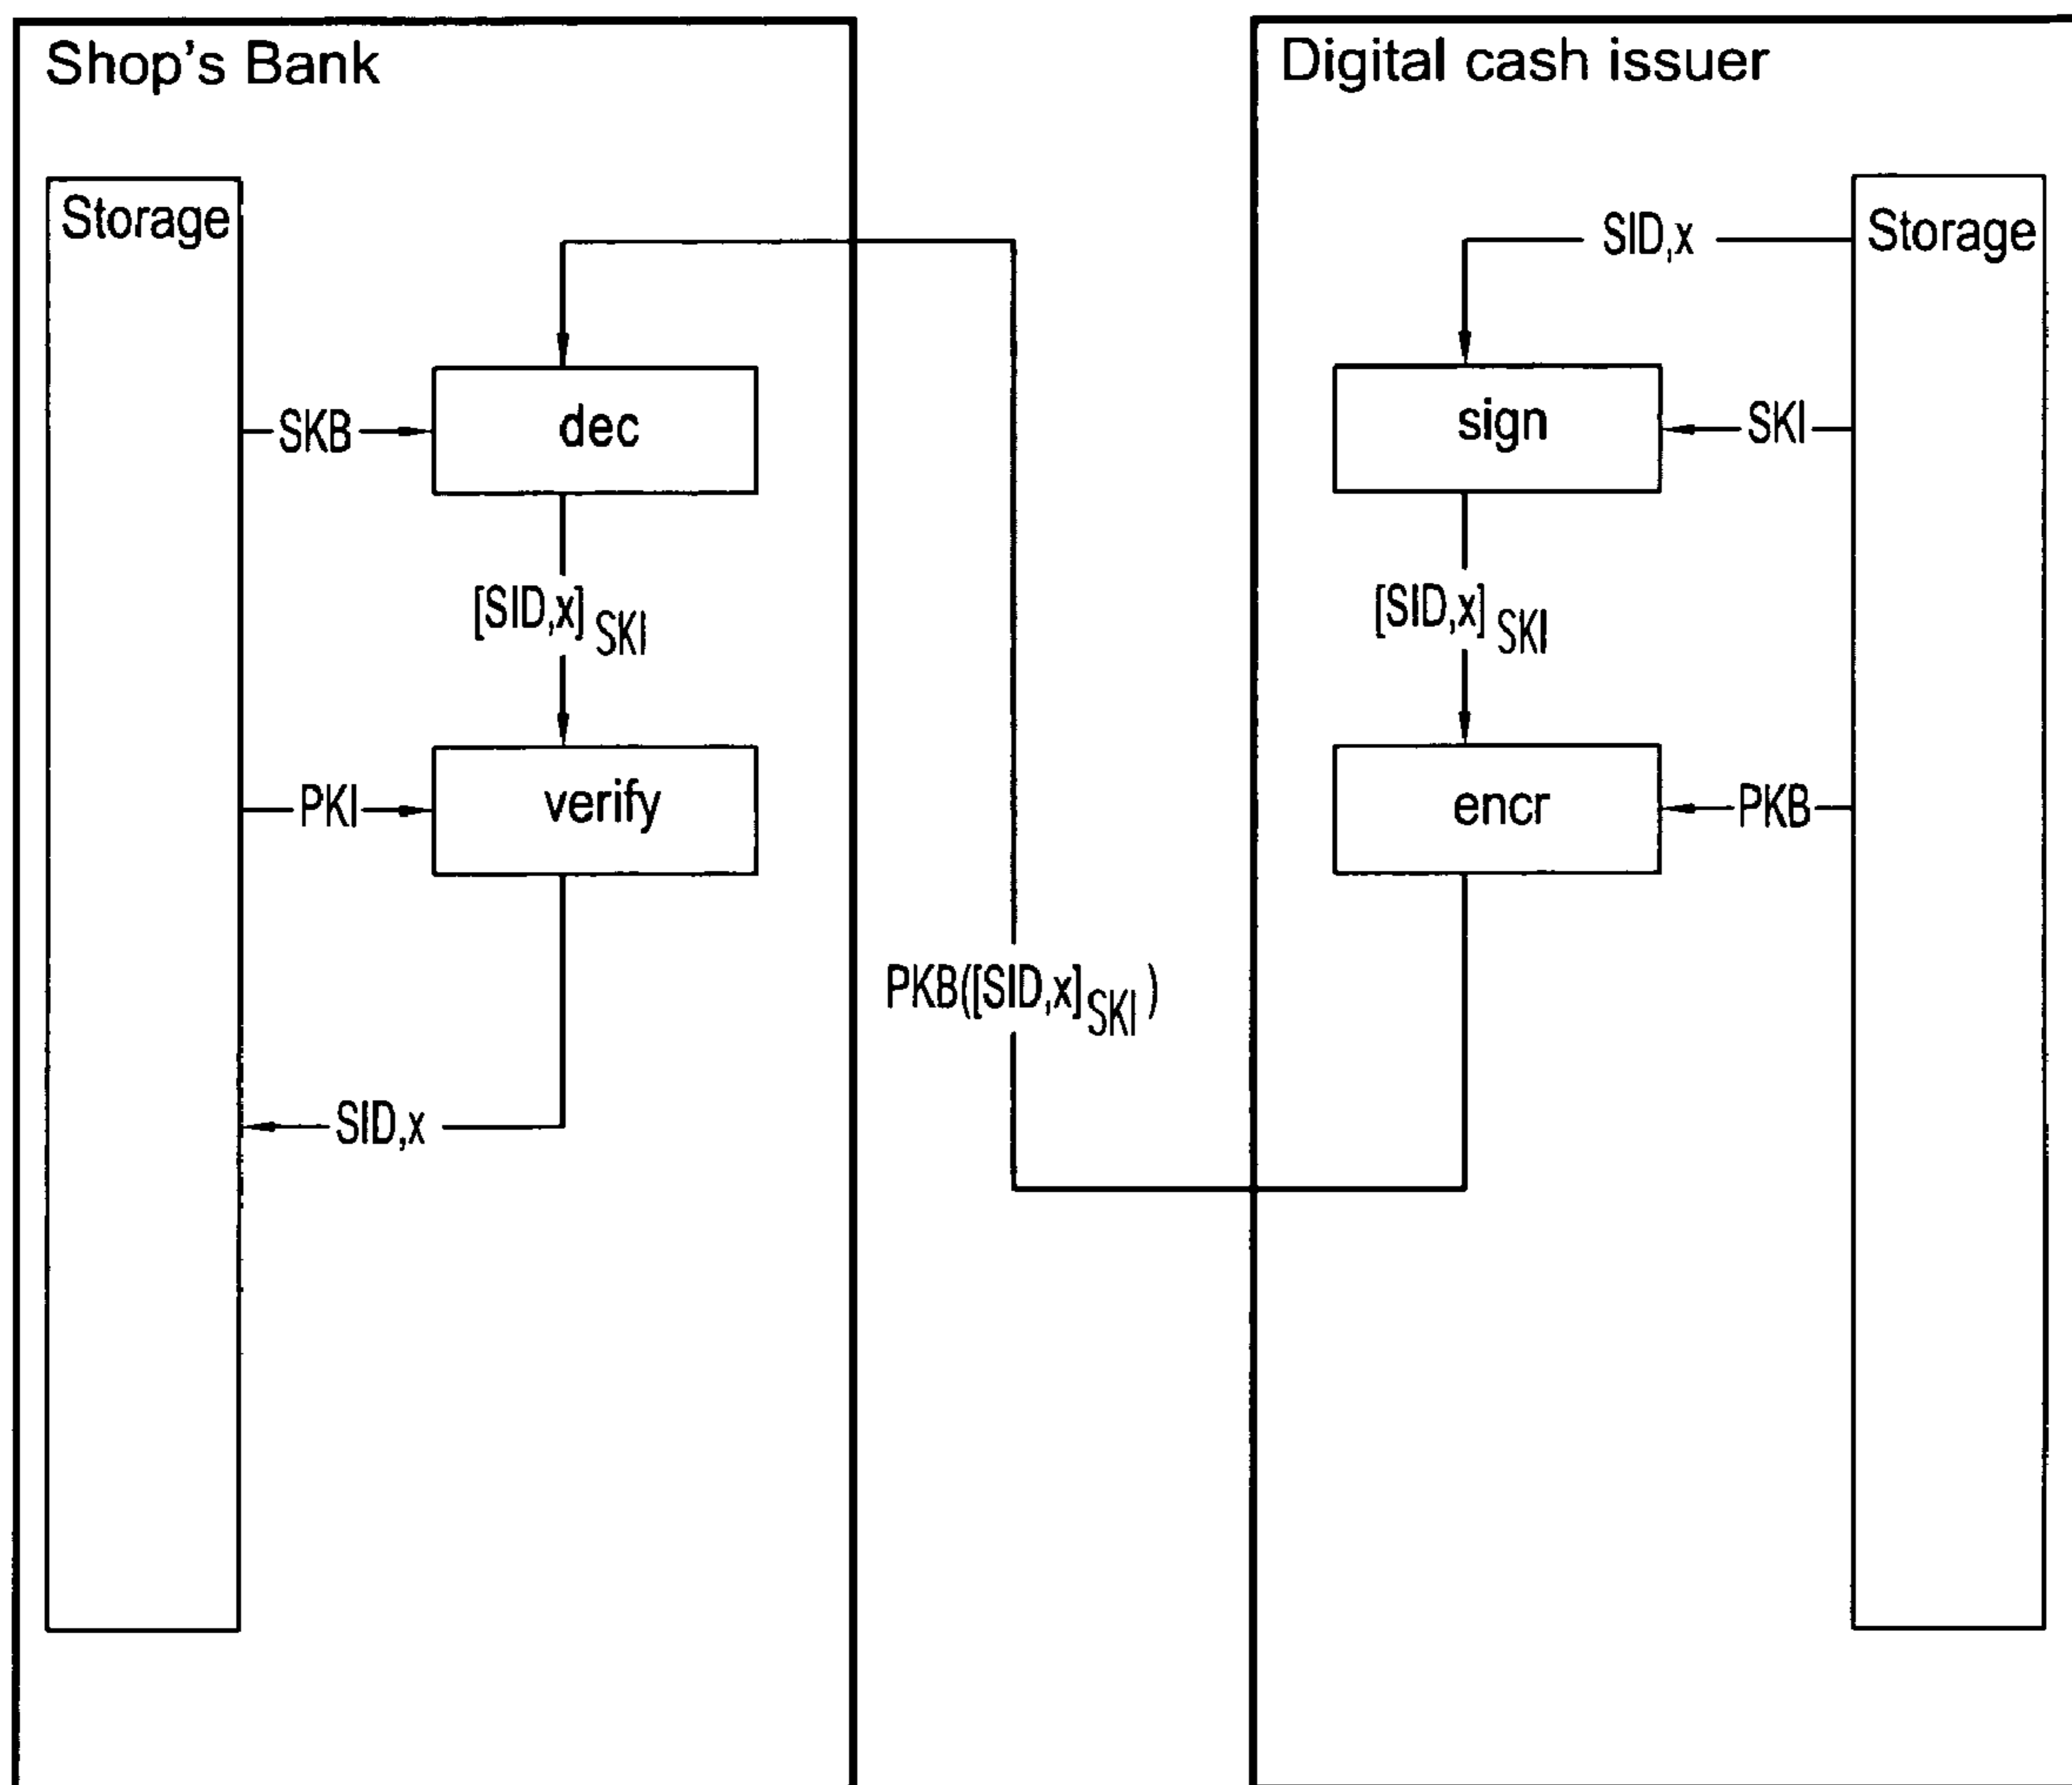 Shop's Bank
Storage
SKB
dec
[SID,x] SKI
PKI
verify
SID,x
PKB([SID,x]SKI)
Digital cash issuer
Storage
SID,x
sign
SKI
[SID,x] SKI
encr
PKB